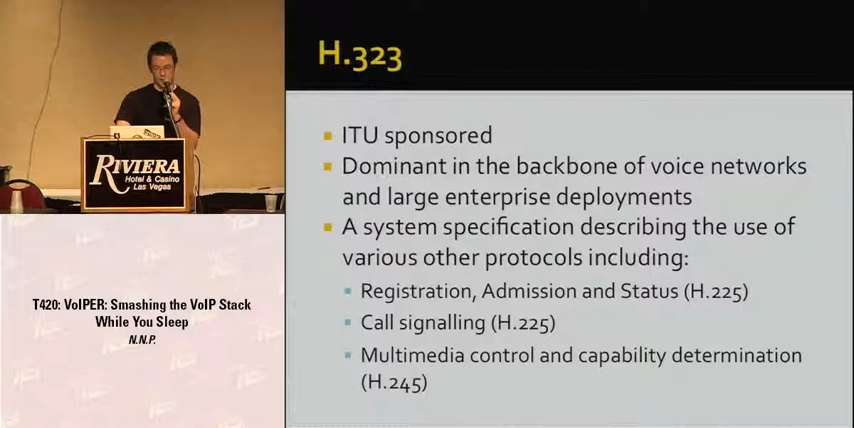 H.323
RIVIERA
Hotel & Casino
Las Vegas
T420: VoIPER: Smashing the VoIP Stack
While You Sleep
N.N.P.
ITU sponsored
Dominant in the backbone of voice networks
and large enterprise deployments
A system specification describing the use of
various other protocols including:
Registration, Admission and Status (H.225)
Call signalling (H.225)
Multimedia control and capability determination
(H.245)